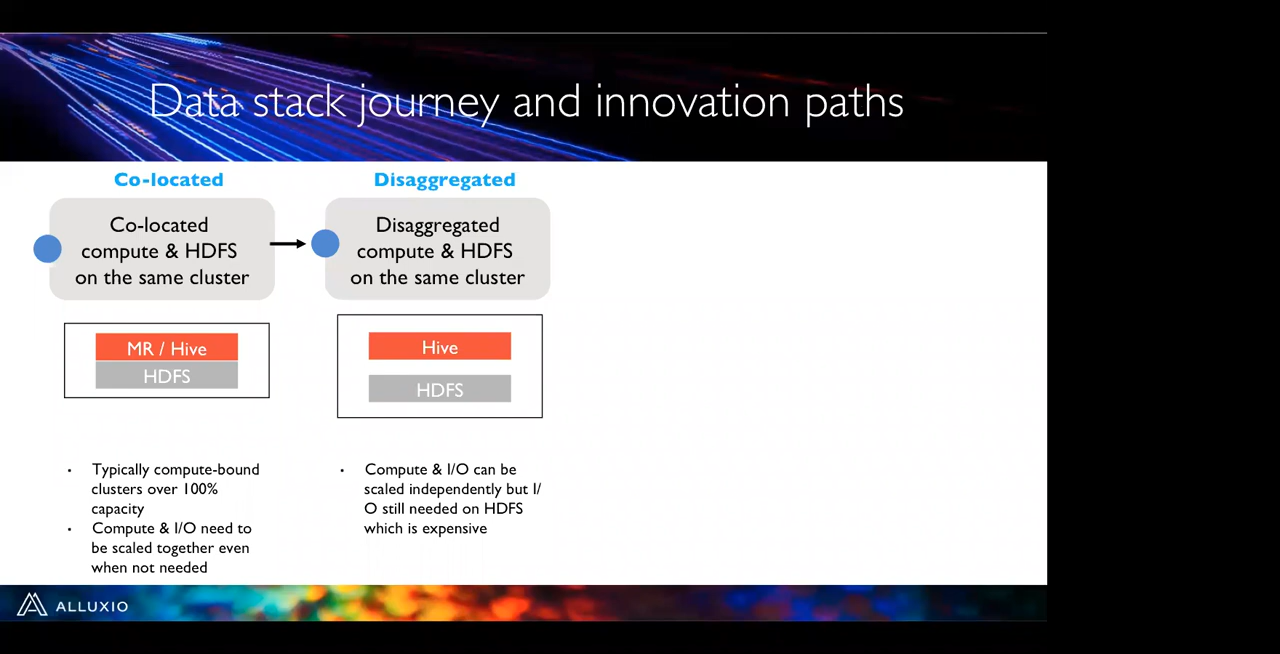 Data stack journey and innovation paths
Co-located
Co-located
compute & HDFS
on the same cluster
MR / Hive
HDFS
• Typically compute-bound
clusters over 100%
capacity
• Compute & I/O need to
be scaled together even
when not needed
Disaggregated
Disaggregated
compute & HDFS
on the same cluster
Hive
HDFS
• Compute & I/O can be
scaled independently but I/
O still needed on HDFS
which is expensive
ALLUXIO